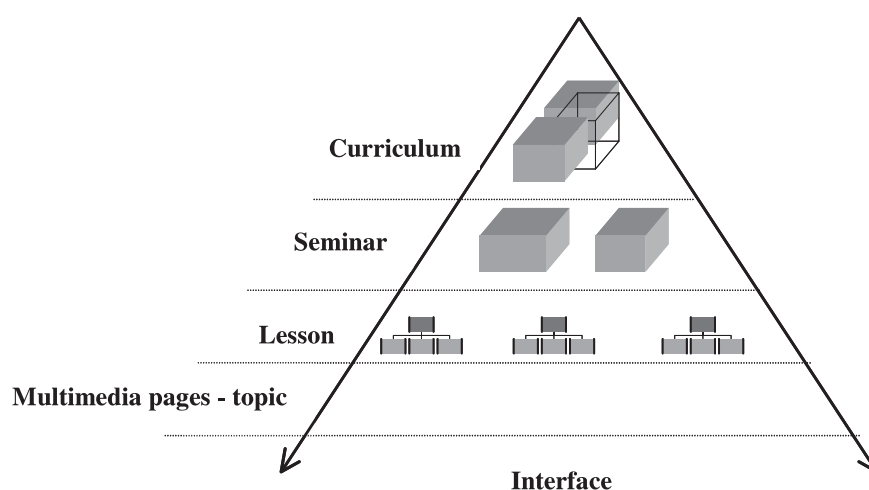 Curriculum
Seminar
Lesson
Multimedia pages - topic
Interface